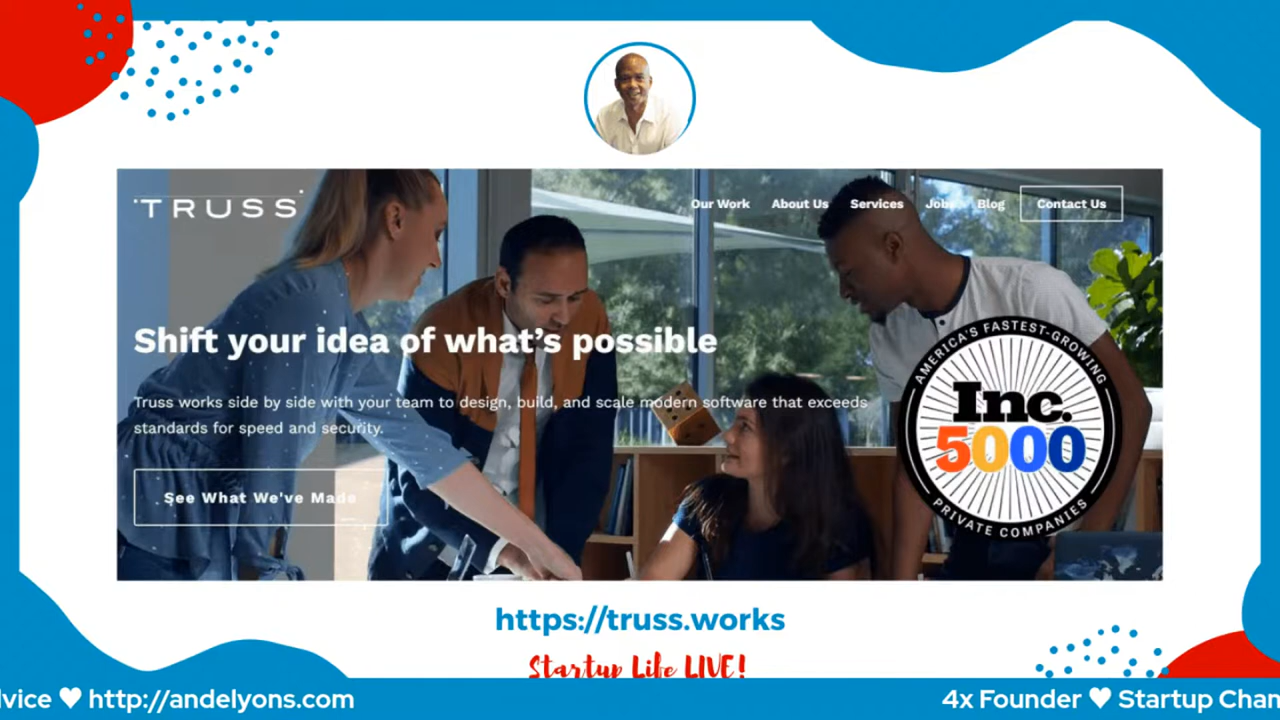 TRUSS
Our Work About Us Services Jobs Blog Contact Us
Shift your idea of what's possible
Truss works side by side with your team to design, build, and scale modern software that exceeds
standards for speed and security.
See What We've Made
AMERICA'S FASTEST-GROWING
Inc.
5000
PRIVATE COMPANIES
https://truss.works
Startup Life LIVE!
dvice ♥ http://andelyons.com 4x Founder ♥ Startup Cham